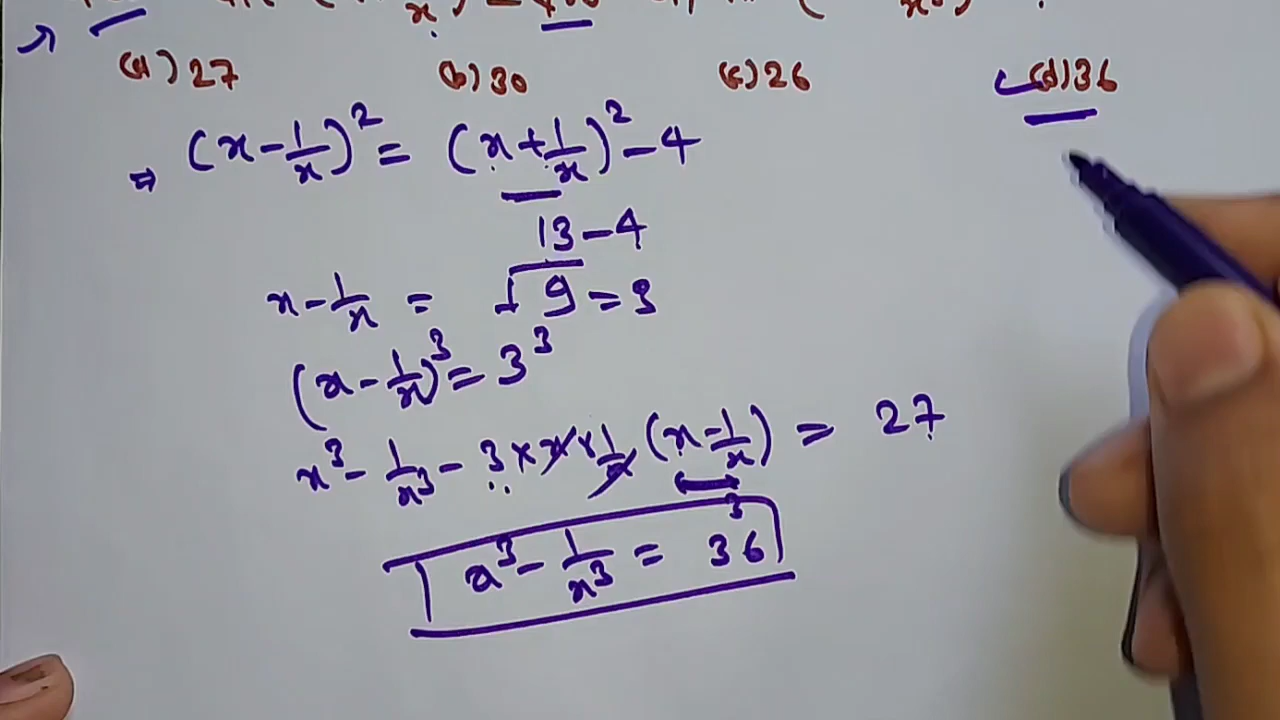 (a) 27 (b) 30 (c) 26 (d) 36
⇒ (x - 1/x)² = (x + 1/x)² - 4
13 - 4
x - 1/x = √9 = 3
(x - 1/x)³ = 3³
x³ - 1/x³ - 3 × x × 1/x (x - 1/x) = 27
3
x³ - 1/x³ = 36